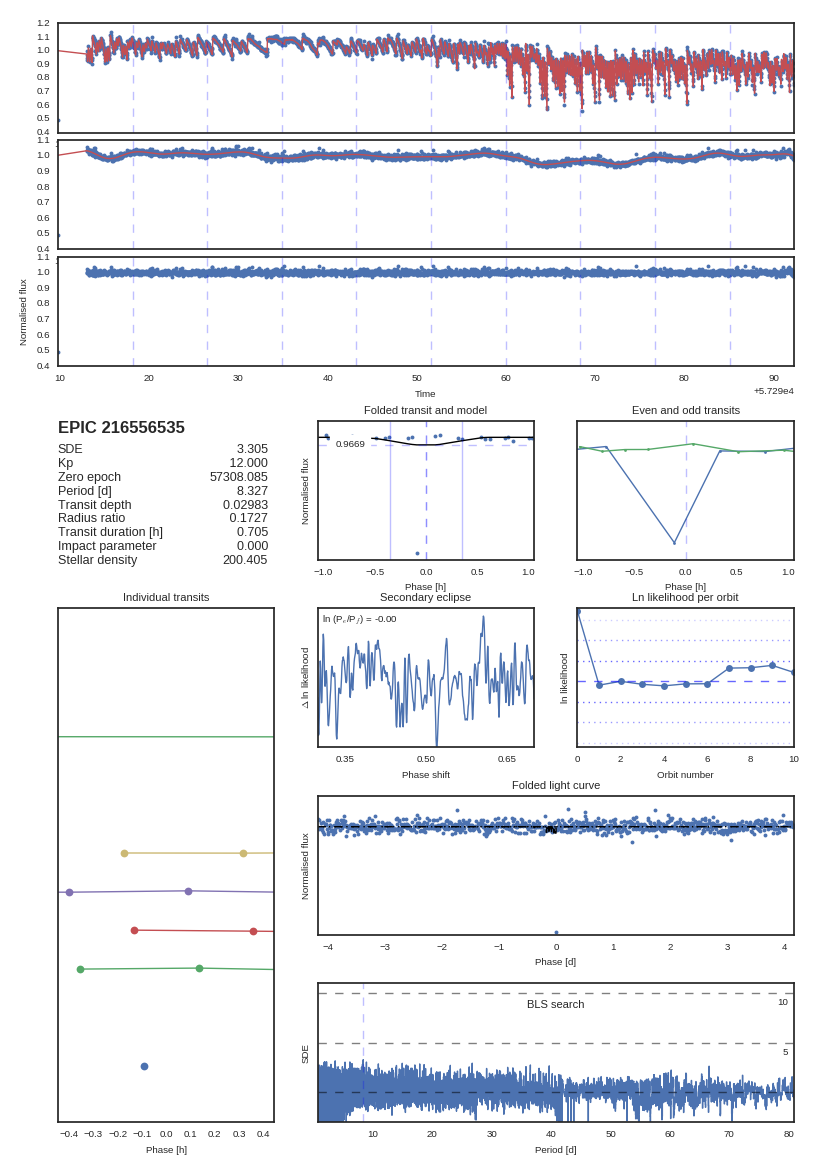 1.2
1.1
1.0
0.9
0.8
0.7
0.6
0.5
0.4
1.1
1.0
0.9
0.8
0.7
0.6
0.5
0.4
1.1
1.0
0.9
0.8
0.7
0.6
0.5
0.4
Normalised flux
10 20 30 40 50 60 70 80 90
Time
+5.729e4
EPIC 216556535
SDE 3.305
Kp 12.000
Zero epoch 57308.085
Period [d] 8.327
Transit depth 0.02983
Radius ratio 0.1727
Transit duration [h] 0.705
Impact parameter 0.000
Stellar density 200.405
Folded transit and model
0.9669
Normalised flux
−1.0 −0.5 0.0 0.5 1.0
Phase [h]
Even and odd transits
−1.0 −0.5 0.0 0.5 1.0
Phase [h]
Individual transits
−0.4 −0.3 −0.2 −0.1 0.0 0.1 0.2 0.3 0.4
Phase [h]
Secondary eclipse
ln (Pₑ/P𝑓) = -0.00
Δ ln likelihood
0.35 0.50 0.65
Phase shift
Ln likelihood per orbit
ln likelihood
0 2 4 6 8 10
Orbit number
Folded light curve
Normalised flux
−4 −3 −2 −1 0 1 2 3 4
Phase [d]
BLS search
10
5
SDE
10 20 30 40 50 60 70 80
Period [d]